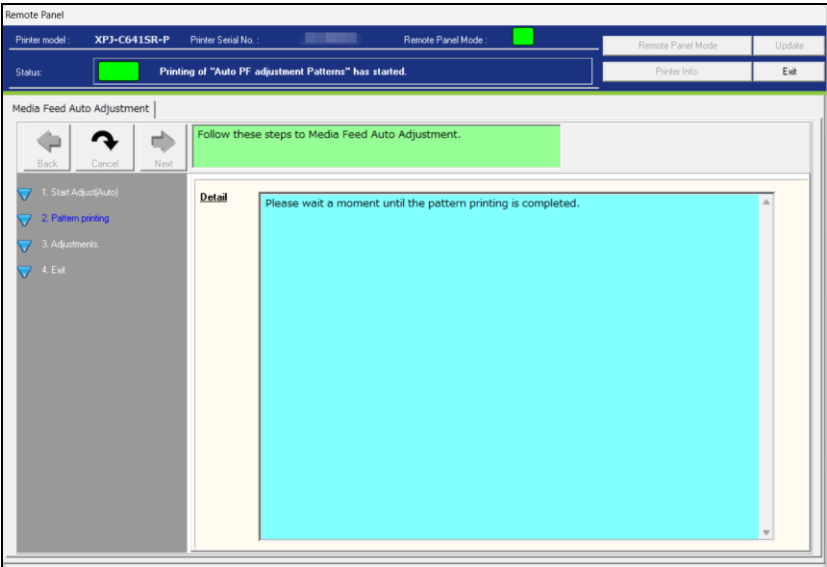 Remote Panel
Printer model : XPJ-C641SR-P Printer Serial No. : Remote Panel Mode :
Remote Panel Mode Update
Status: Printing of "Auto PF adjustment Patterns" has started.
Printer Info. Exit
Media Feed Auto Adjustment
Back Cancel Next
Follow these steps to Media Feed Auto Adjustment.
1. Start Adjust(Auto)
2. Pattern printing
3. Adjustments.
4. Exit
Detail
Please wait a moment until the pattern printing is completed.